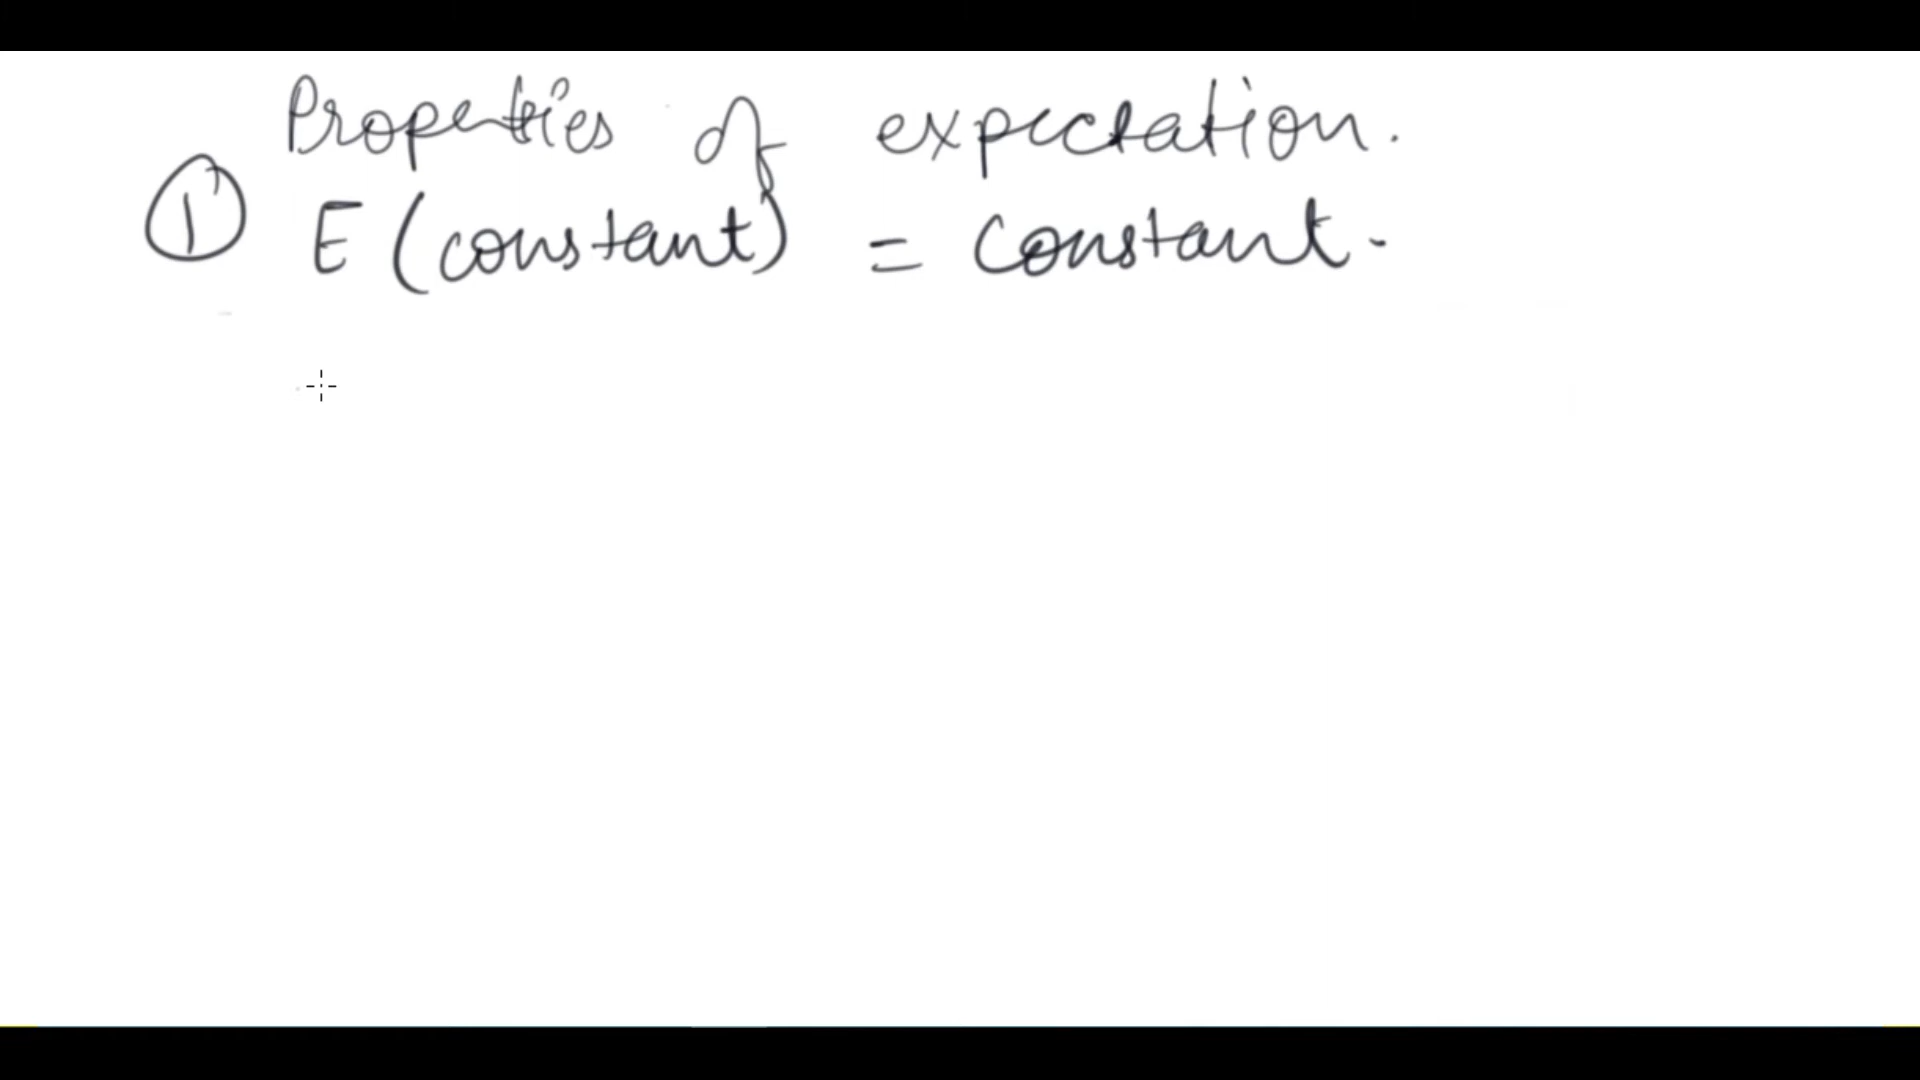 Properties of expectation.
① E (constant) = constant.